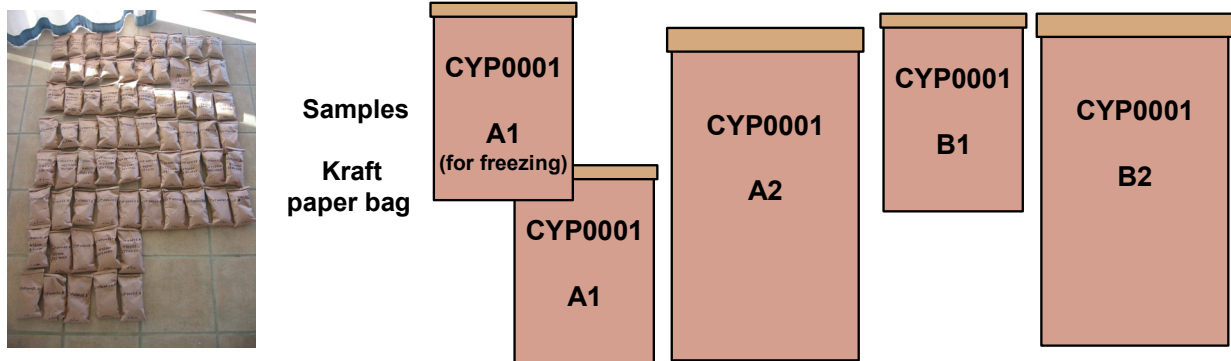 Samples
Kraft
paper bag
CYP0001
A1
(for freezing)
CYP0001
A1
CYP0001
A2
CYP0001
B1
CYP0001
B2